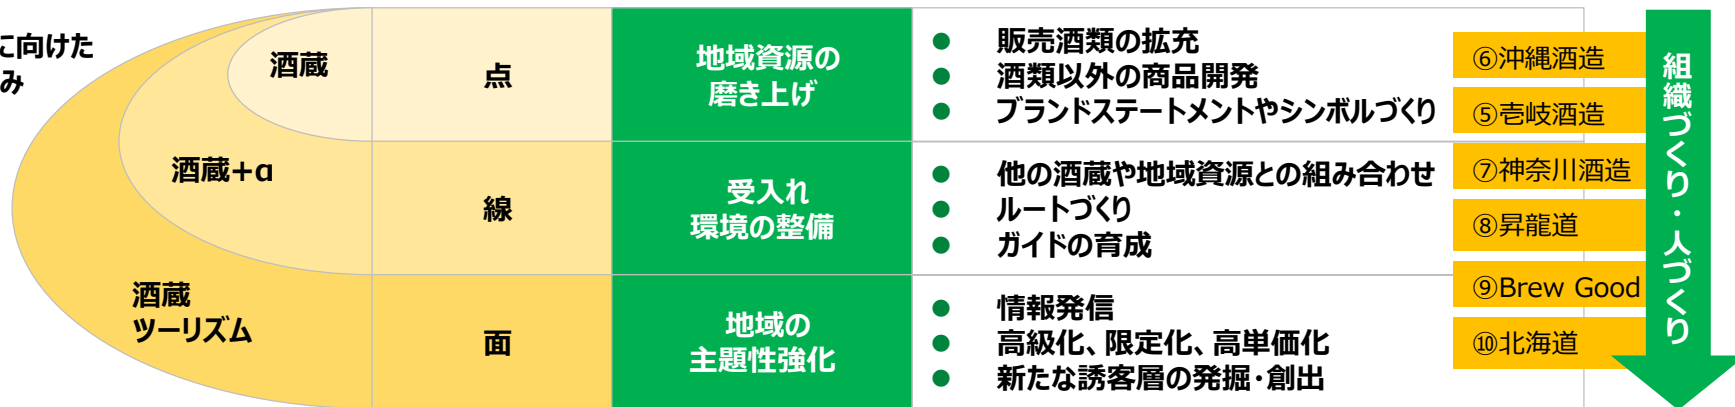 に向けた
み
酒蔵
点
地域資源の
磨き上げ
● 販売酒類の拡充
● 酒類以外の商品開発
● ブランドステートメントやシンボルづくり
⑥沖縄酒造
⑤壱岐酒造
酒蔵+α
線
受入れ
環境の整備
● 他の酒蔵や地域資源との組み合わせ
● ルートづくり
● ガイドの育成
⑦神奈川酒造
⑧昇龍道
酒蔵
ツーリズム
面
地域の
主題性強化
● 情報発信
● 高級化、限定化、高単価化
● 新たな誘客層の発掘・創出
⑨Brew Good
⑩北海道
組織づくり・人づくり